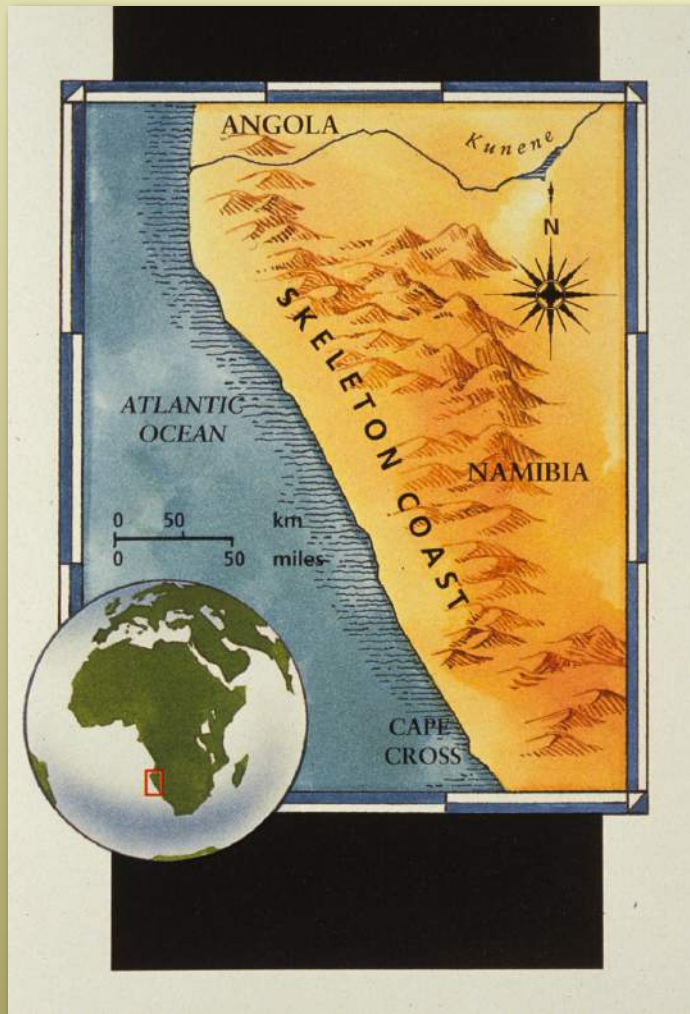 ANGOLA
Kunene
N
SKELETON COAST
ATLANTIC
OCEAN
NAMIBIA
0 50 km
0 50 miles
CAPE
CROSS